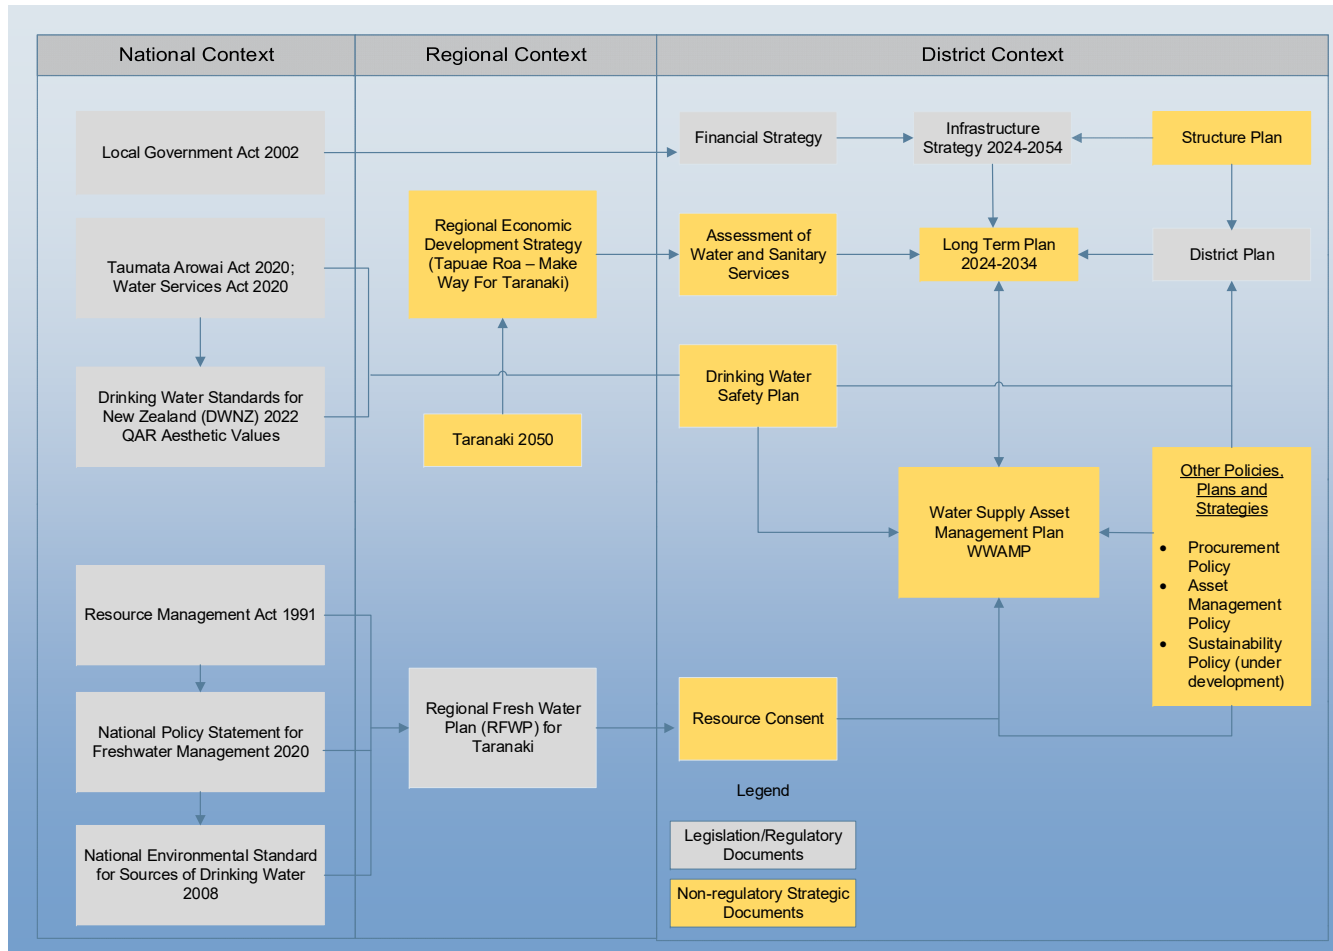 National Context
Regional Context
District Context
Local Government Act 2002
Taumata Arowai Act 2020;
Water Services Act 2020
Drinking Water Standards for
New Zealand (DWNZ) 2022
QAR Aesthetic Values
Resource Management Act 1991
National Policy Statement for
Freshwater Management 2020
National Environmental Standard
for Sources of Drinking Water
2008
Regional Economic
Development Strategy
(Tapuae Roa – Make
Way For Taranaki)
Taranaki 2050
Regional Fresh Water
Plan (RFWP) for
Taranaki
Financial Strategy
Infrastructure
Strategy 2024-2054
Structure Plan
Assessment of
Water and Sanitary
Services
Long Term Plan
2024-2034
District Plan
Drinking Water
Safety Plan
Water Supply Asset
Management Plan
WWAMP
Other Policies,
Plans and
Strategies
• Procurement
Policy
• Asset
Management
Policy
• Sustainability
Policy (under
development)
Resource Consent
Legend
Legislation/Regulatory
Documents
Non-regulatory Strategic
Documents